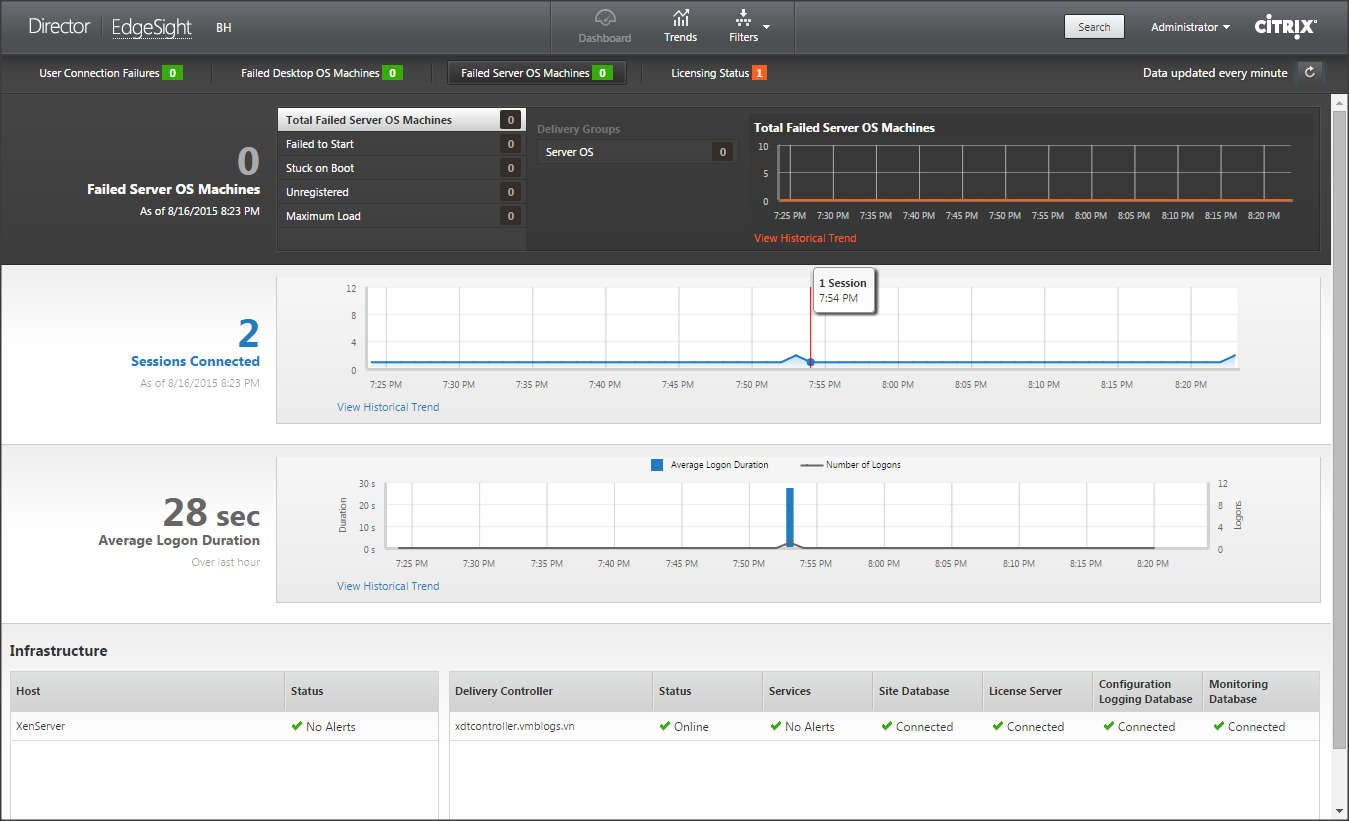 Director EdgeSight BH Dashboard Trends Filters Search Administrator CITRIX
User Connection Failures 0 Failed Desktop OS Machines 0 Failed Server OS Machines 0 Licensing Status 1 Data updated every minute
0
Failed Server OS Machines
As of 8/16/2015 8:23 PM
Total Failed Server OS Machines 0
Failed to Start 0
Stuck on Boot 0
Unregistered 0
Maximum Load 0
Delivery Groups
Server OS 0
Total Failed Server OS Machines
10
5
0
7:25 PM 7:30 PM 7:35 PM 7:40 PM 7:45 PM 7:50 PM 7:55 PM 8:00 PM 8:05 PM 8:10 PM 8:15 PM 8:20 PM
View Historical Trend
2
Sessions Connected
As of 8/16/2015 8:23 PM
1 Session
7:54 PM
12
8
4
0
7:25 PM 7:30 PM 7:35 PM 7:40 PM 7:45 PM 7:50 PM 7:55 PM 8:00 PM 8:05 PM 8:10 PM 8:15 PM 8:20 PM
View Historical Trend
28 sec
Average Logon Duration
Over last hour
Average Logon Duration Number of Logons
Duration
30 s
20 s
10 s
0 s
12
8
4
0
Logons
7:25 PM 7:30 PM 7:35 PM 7:40 PM 7:45 PM 7:50 PM 7:55 PM 8:00 PM 8:05 PM 8:10 PM 8:15 PM 8:20 PM
View Historical Trend
Infrastructure
Host Status
XenServer No Alerts
Delivery Controller Status Services Site Database License Server Configuration Logging Database Monitoring Database
xdtcontroller.vmblogs.vn Online No Alerts Connected Connected Connected Connected